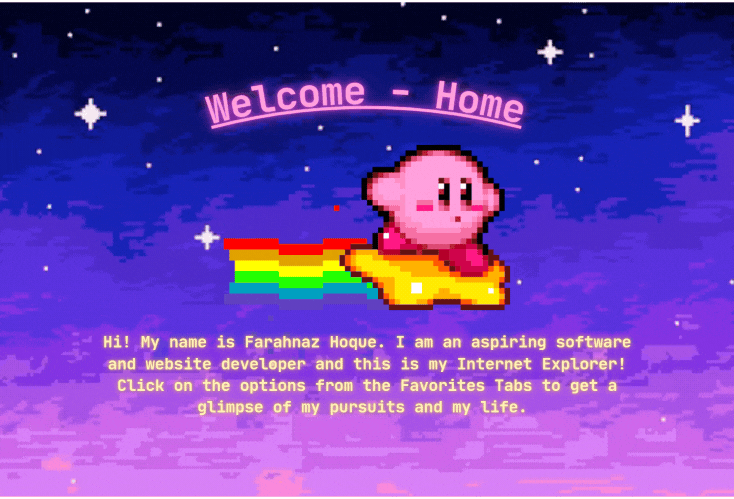 Welcome - Home
Hi! My name is Farahnaz Hoque. I am an aspiring software
and website developer and this is my Internet Explorer!
Click on the options from the Favorites Tabs to get a
glimpse of my pursuits and my life.